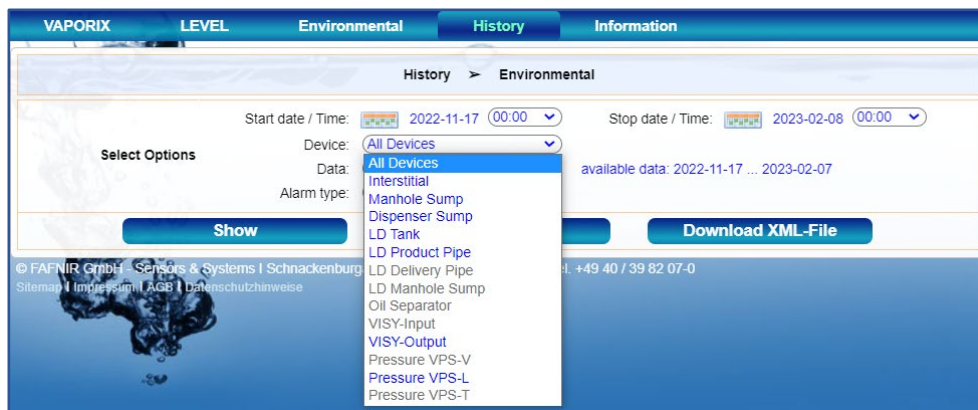 VAPORIX LEVEL Environmental History Information
History ➢ Environmental
Start date / Time: 2022-11-17 00:00 Stop date / Time: 2023-02-08 00:00
Select Options
Device: All Devices
Data: available data: 2022-11-17 ... 2023-02-07
Alarm type:
All Devices
Interstitial
Manhole Sump
Dispenser Sump
LD Tank
LD Product Pipe
LD Delivery Pipe
LD Manhole Sump
Oil Separator
VISY-Input
VISY-Output
Pressure VPS-V
Pressure VPS-L
Pressure VPS-T
Show Download XML-File
© FAFNIR GmbH - Sensors & Systems I el. +49 40 / 39 82 07-0
Sitemap I Impressum I AGB I Datenschutzhinweise